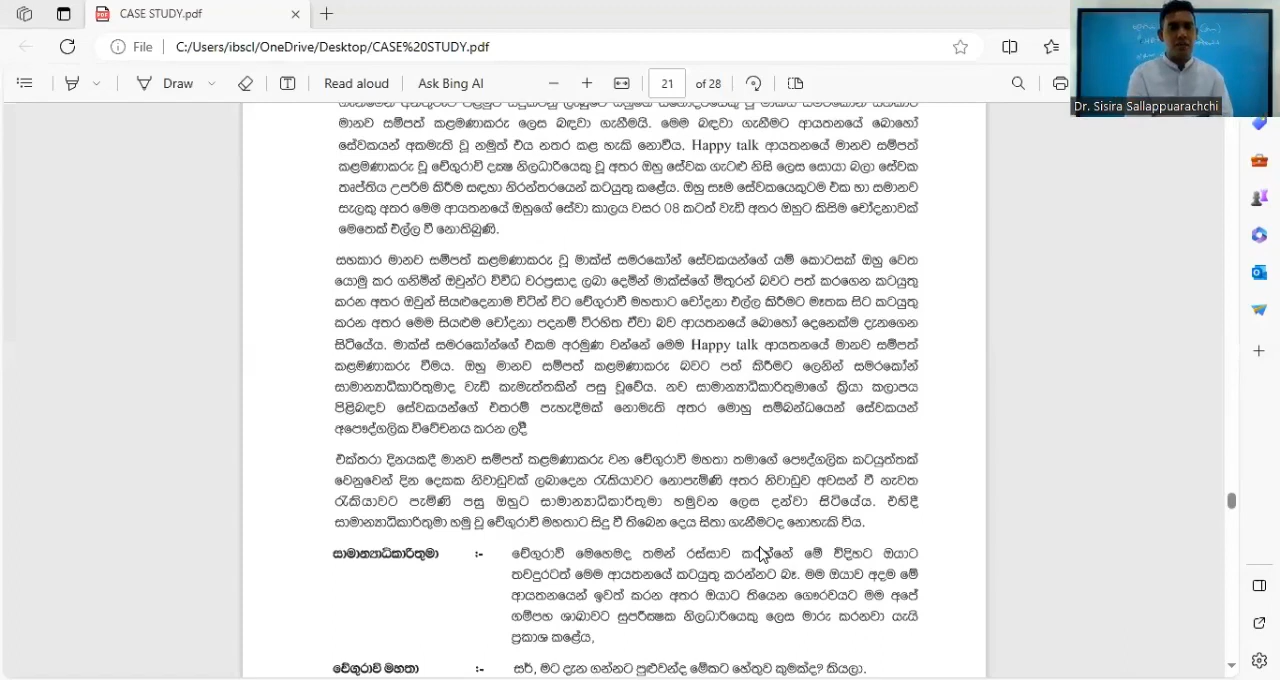 CASE STUDY.pdf
File
C:/Users/ibscl/OneDrive/Desktop/CASE%20STUDY.pdf
Draw
Read aloud
Ask Bing AI
21
of 28
Dr. Sisira Sallappuarachchi
මානව සම්පත් කළමණාකරු ලෙස බඳවා ගැනීමයි. මෙම බඳවා ගැනීමට ආයතනයේ බොහෝ
සේවකයන් අකමැති වූ නමුත් එය නතර කළ හැකි නොවීය. Happy talk ආයතනයේ මානව සම්පත්
කළමණාකරු වූ චේගුරාවි දක්ෂ නිලධාරියෙකු වූ අතර ඔහු සේවක ගැටළු නිසි ලෙස සොයා බලා සේවක
තෘප්තිය උපරිම කිරීම සඳහා නිරන්තරයෙන් කටයුතු කළේය. ඔහු සෑම සේවකයෙකුටම එක හා සමානව
සැලකු අතර මෙම ආයතනයේ ඔහුගේ සේවා කාලය වසර 08 කටත් වැඩි අතර ඔහුට කිසිම චෝදනාවක්
මෙතෙක් එල්ල වී නොතිබුණි.
සහකාර මානව සම්පත් කළමණාකරු වූ මාක්ස් සමරකෝන් සේවකයන්ගේ යම් කොටසක් ඔහු වෙත
යොමු කර ගනිමින් ඔවුන්ට විවිධ වරප්‍රසාද ලබා දෙමින් මාක්ස්ගේ මිතුරන් බවට පත් කරගෙන කටයුතු
කරන අතර ඔවුන් සියළුදෙනාම විටින් විට චේගුරාවී මහතාට චෝදනා එල්ල කිරීමට මෑතක සිට කටයුතු
කරන අතර මෙම සියළුම චෝදනා පදනම් විරහිත ඒවා බව ආයතනයේ බොහෝ දෙනෙක්ම දැනගෙන
සිටියේය. මාක්ස් සමරකෝන්ගේ එකම අරමුණ වන්නේ මෙම Happy talk ආයතනයේ මානව සම්පත්
කළමණාකරු වීමය. ඔහු මානව සම්පත් කළමණාකරු බවට පත් කිරීමට ලෙනින් සමරකෝන්
සාමාන්‍යාධිකාරිතුමාද වැඩි කැමැත්තකින් පසු වූවේය. නව සාමාන්‍යාධිකාරිතුමාගේ ක්‍රියා කලාපය
පිළිබඳව සේවකයන්ගේ එතරම් පැහැදීමක් නොමැති අතර මොහු සම්බන්ධයෙන් සේවකයන්
අපෞද්ගලික විවේචනය කරන ලදී
එක්තරා දිනයකදී මානව සම්පත් කළමණාකරු වන චේගුරාවි මහතා තමාගේ පෞද්ගලික කටයුත්තක්
වෙනුවෙන් දින දෙකක නිවාඩුවක් ලබාදෙන රැකියාවට නොපැමිණි අතර නිවාඩුව අවසන් වී නැවත
රැකියාවට පැමිණි පසු ඔහුට සාමාන්‍යාධිකාරිතුමා හමුවන ලෙස දන්වා සිටියේය. එහිදී
සාමාන්‍යාධිකාරිතුමා හමු වූ චේගුරාවි මහතාට සිදු වී තිබෙන දෙය සිතා ගැනීමටද නොහැකි විය.
සාමාන්‍යාධිකාරිතුමා :- චේගුරාවි මෙහෙමද තමන් රස්සාව කරන්නේ මේ විදිහට ඔයාට
තවදුරටත් මෙම ආයතනයේ කටයුතු කරන්නට බෑ. මම ඔයාව අදම මේ
ආයතනයෙන් ඉවත් කරන අතර ඔයාට තියෙන ගෞරවයට මම අපේ
ගම්පහ ශාඛාවට සුපරීක්ෂක නිලධාරියෙකු ලෙස මාරු කරනවා යැයි
ප්‍රකාශ කළේය,
චේගුරාවි මහතා :- සර්, මට දැන ගන්නට පුළුවන්ද මේකට හේතුව කුමක්ද? කියලා.